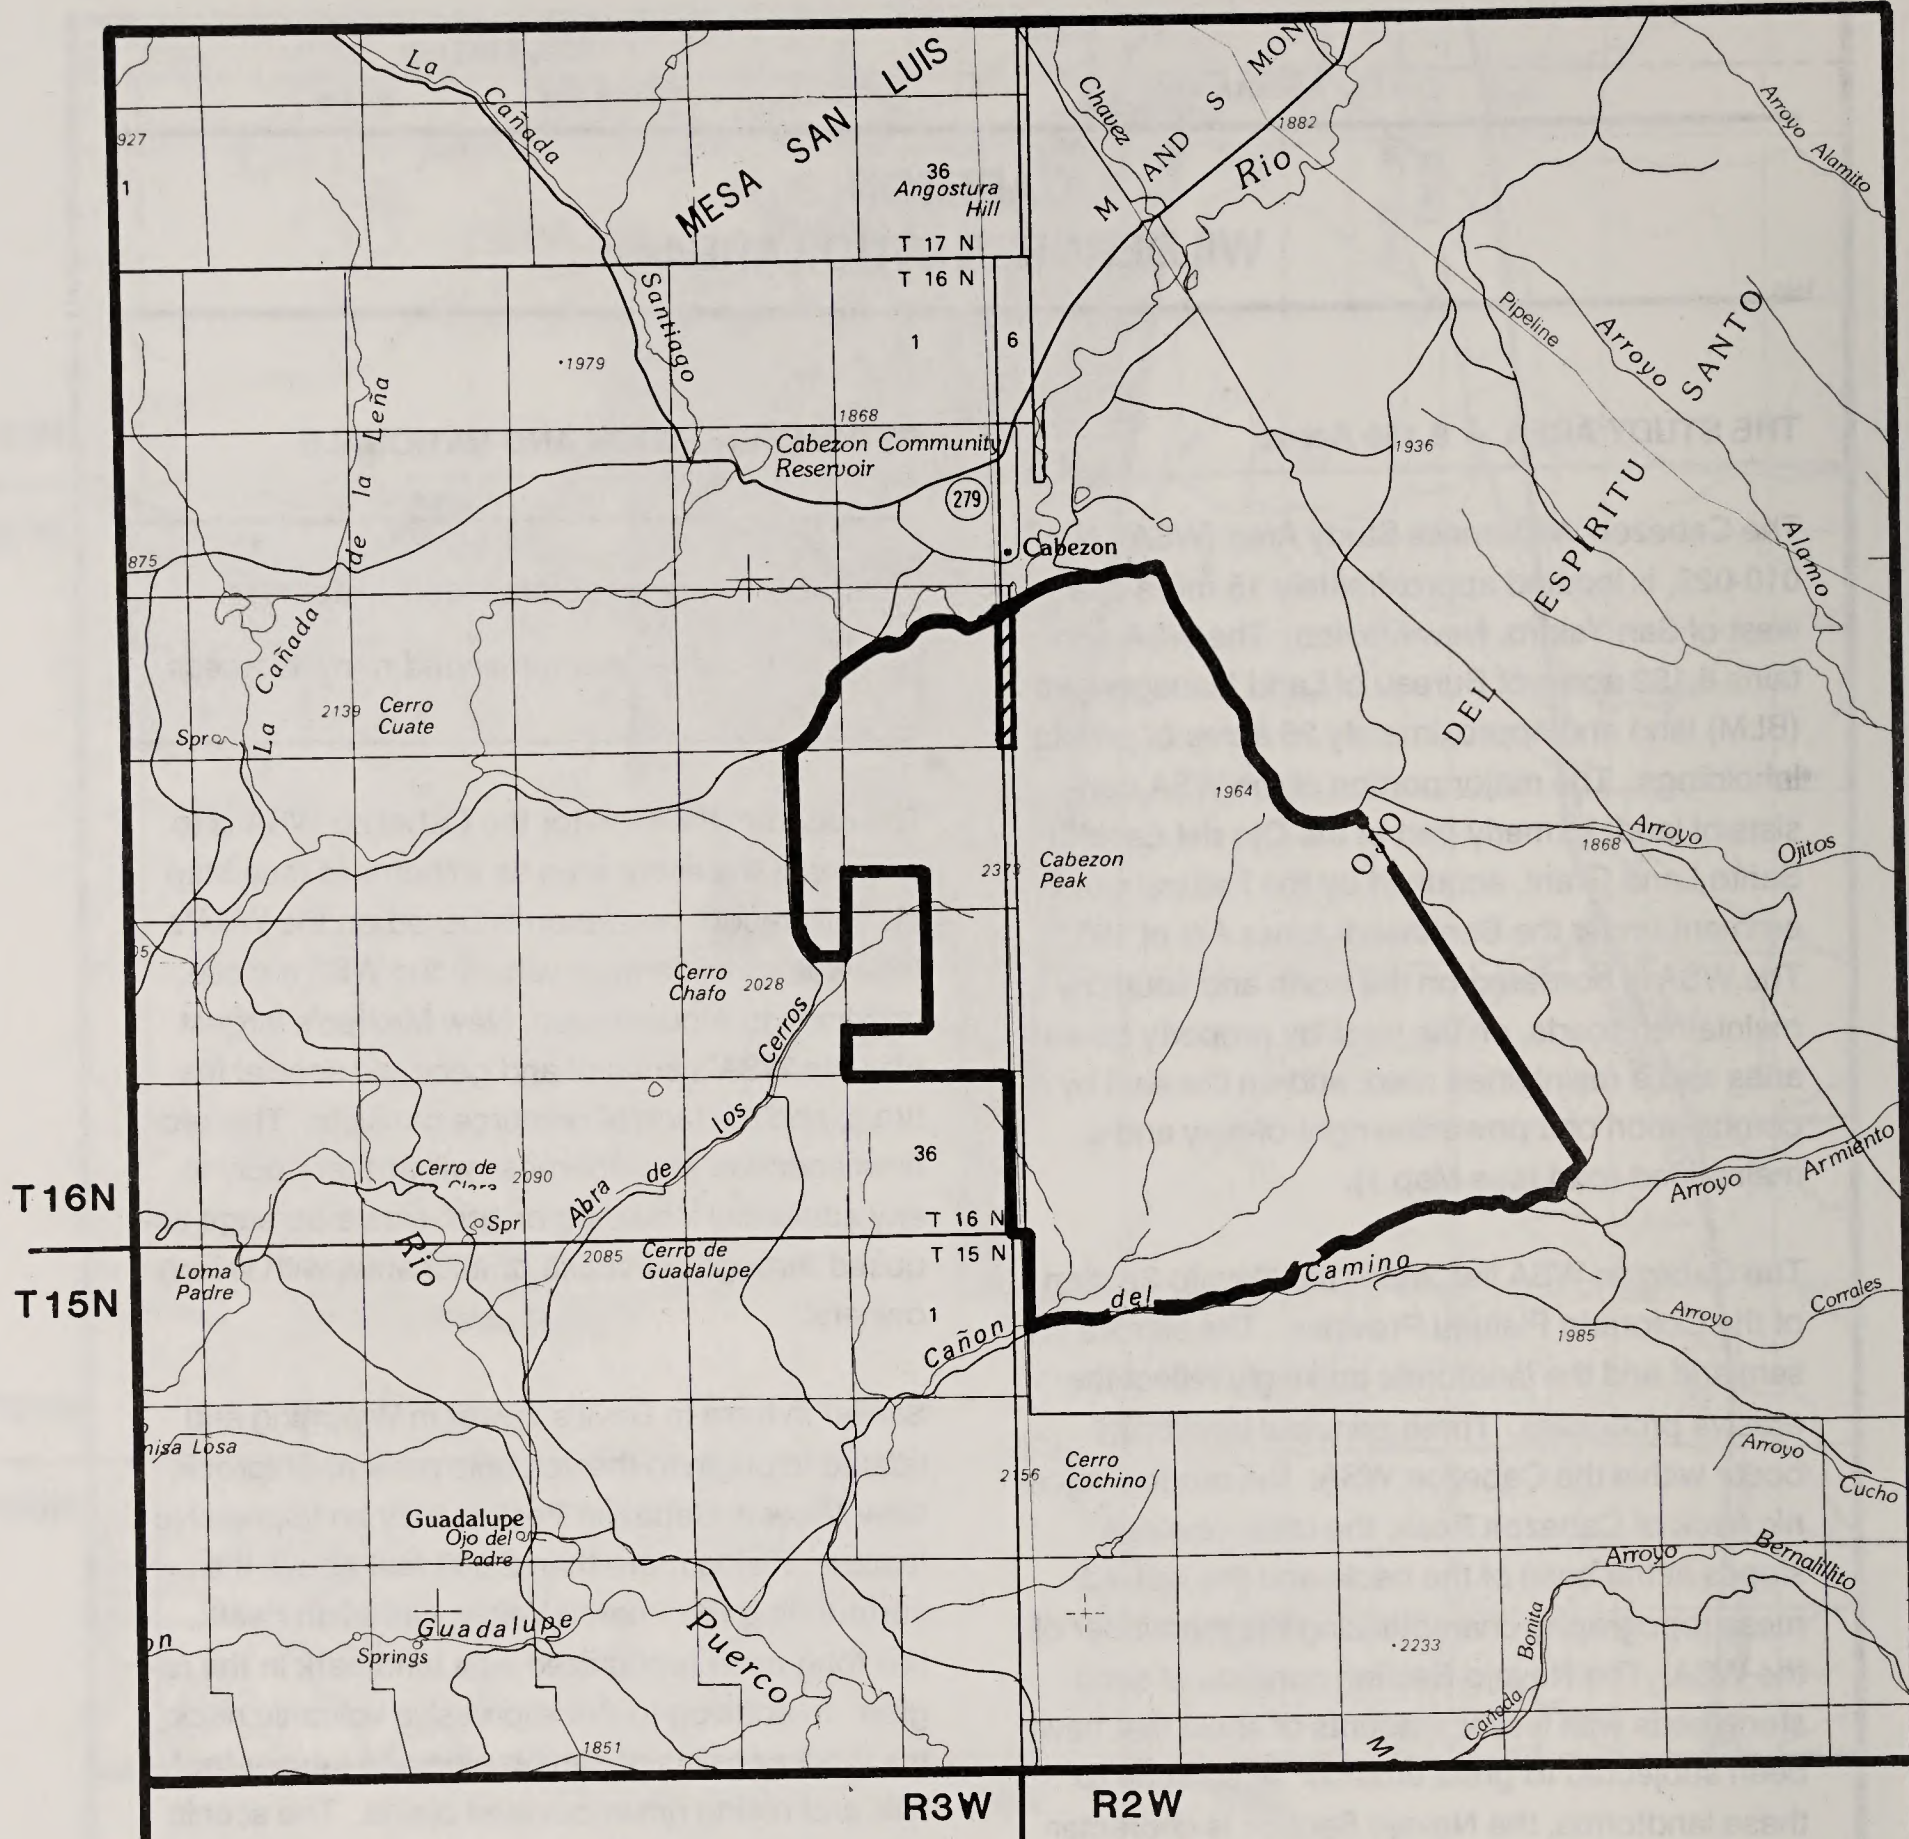 La Cañada Santiago
MESA SAN LUIS
Chavez
M AND S MON
1882
Rio
Arroyo Alamito
927
1
36
Angostura
Hill
T 17 N
T 16 N
1
6
1979
1868
Cabezon Community
Reservoir
279
Cabezon
Pipeline
Arroyo
1936
Alamo
ESPIRITU SANTO
DEL
OJO
La Cañada de la Leña
875
2139
Cerro
Cuate
Spr
1964
2373
Cabezon
Peak
1868
Arroyo
Ojitos
05
Cerro
Chafo
2028
Abra de los Cerros
36
Cerro de
2090
Spr
T 16 N
T 15 N
T16N
T15N
Loma
Padre
Rio
2085
Cerro de
Guadalupe
1
Cañon del Camino
Arroyo
Armiento
Arroyo
Corrales
1985
Arroyo
Cucho
misa Losa
2156
Cerro
Cochino
Guadalupe
Ojo del
Padre
Arroyo
Bernalillito
on
Guadalupe
Springs
Puerco
2233
Cañada
Bonita
1851
M
R3W
R2W